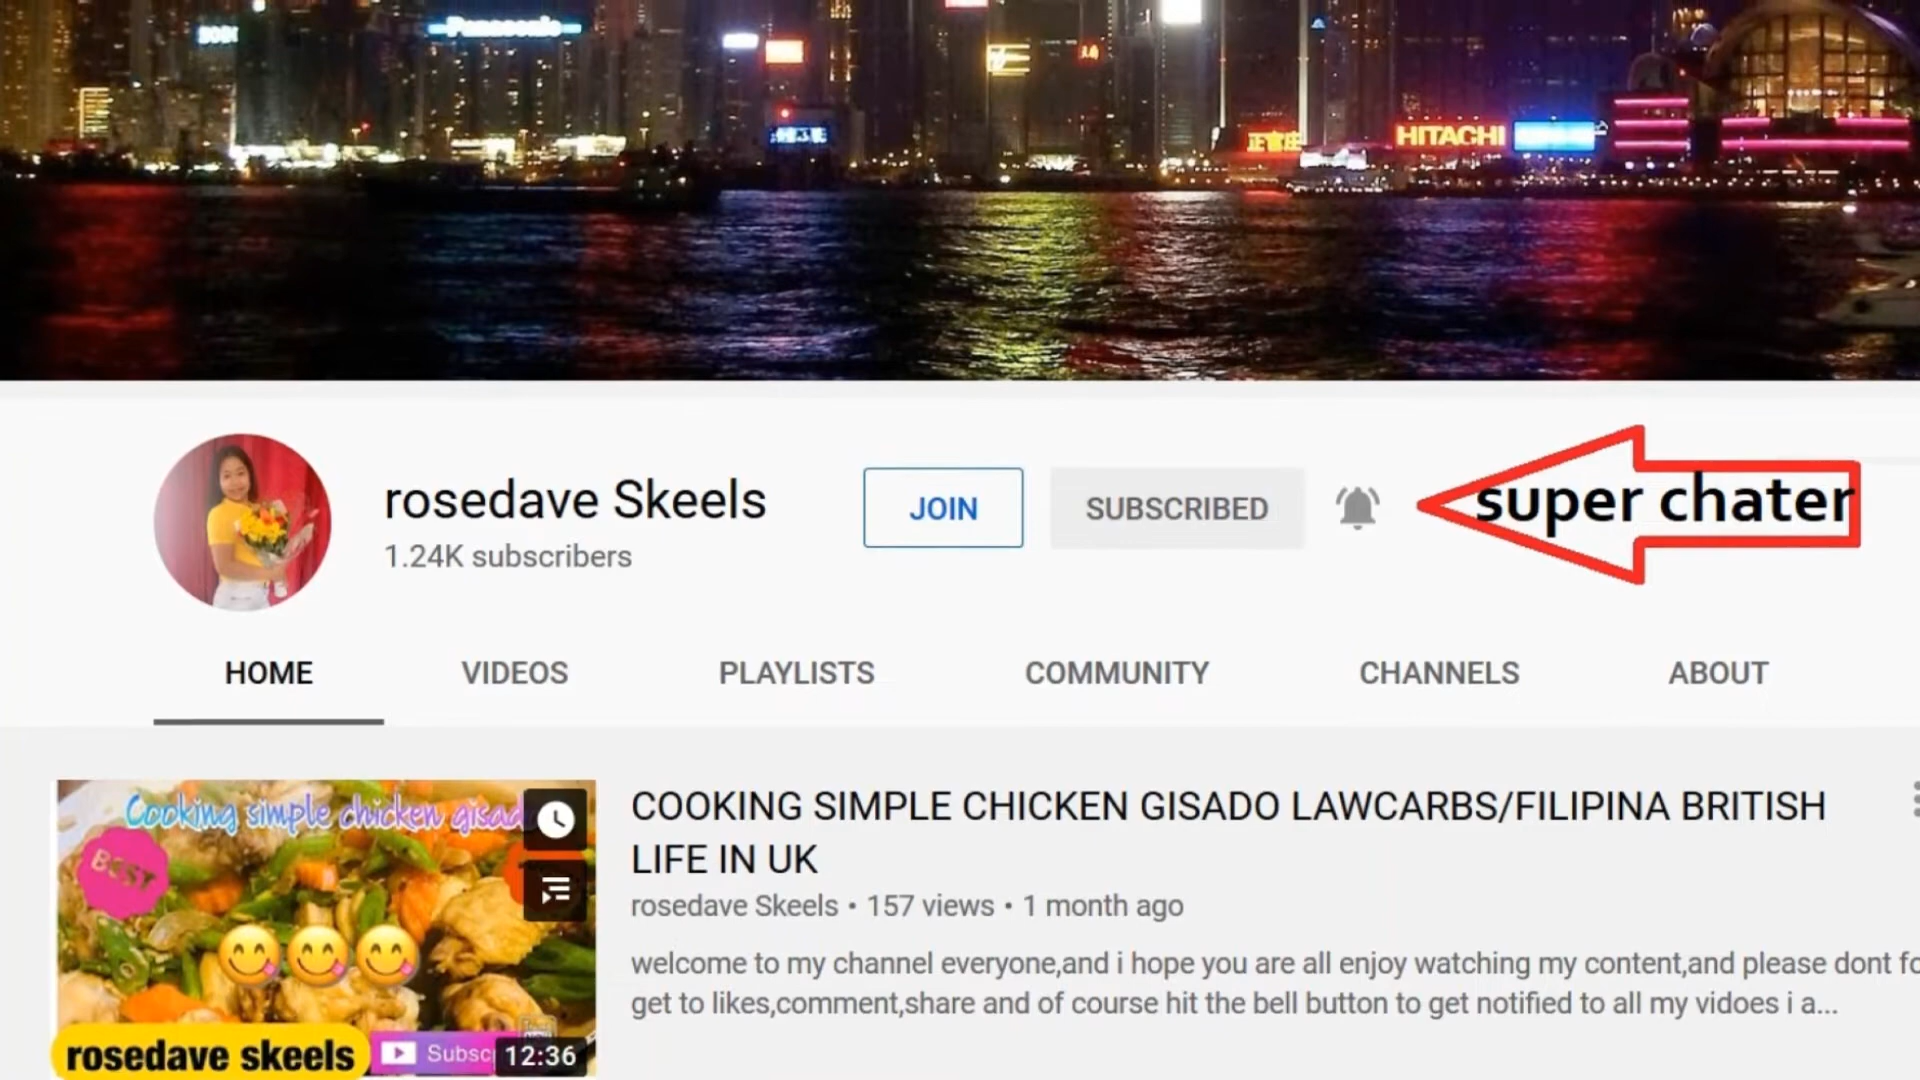 Panasonic
正官庄
HITACHI
rosedave Skeels
1.24K subscribers
JOIN
SUBSCRIBED
super chater
HOME
VIDEOS
PLAYLISTS
COMMUNITY
CHANNELS
ABOUT
Cooking simple chicken gisad
BEST
rosedave skeels
Subsc
12:36
COOKING SIMPLE CHICKEN GISADO LAWCARBS/FILIPINA BRITISH
LIFE IN UK
rosedave Skeels • 157 views • 1 month ago
welcome to my channel everyone,and i hope you are all enjoy watching my content,and please dont fo
get to likes,comment,share and of course hit the bell button to get notified to all my vidoes i a...